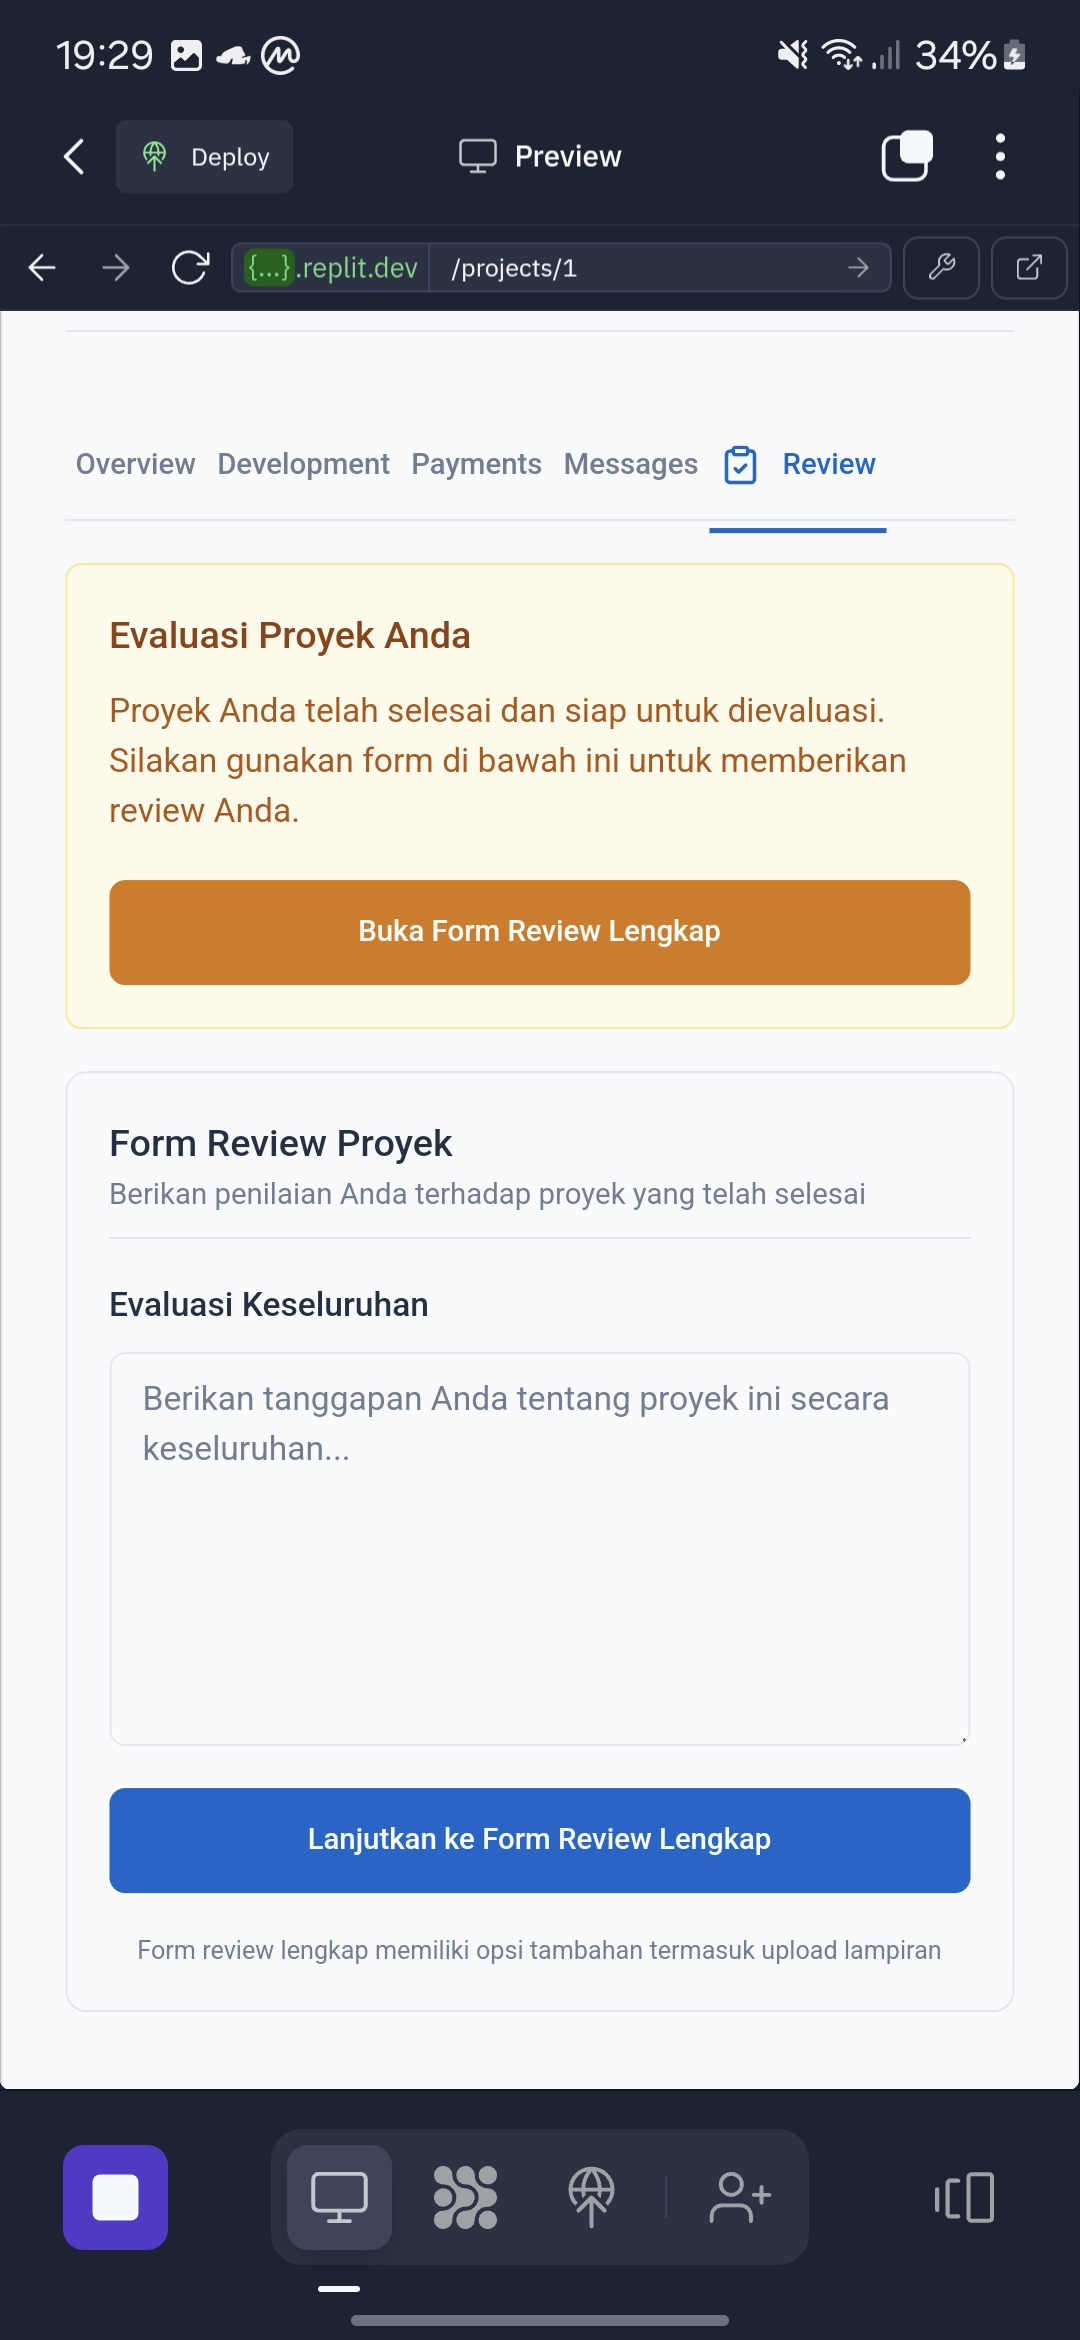 19:29
34%
Deploy
Preview
{...}.replit.dev
/projects/1
Overview Development Payments Messages Review
Evaluasi Proyek Anda
Proyek Anda telah selesai dan siap untuk dievaluasi.
Silakan gunakan form di bawah ini untuk memberikan
review Anda.
Buka Form Review Lengkap
Form Review Proyek
Berikan penilaian Anda terhadap proyek yang telah selesai
Evaluasi Keseluruhan
Berikan tanggapan Anda tentang proyek ini secara
keseluruhan...
Lanjutkan ke Form Review Lengkap
Form review lengkap memiliki opsi tambahan termasuk upload lampiran